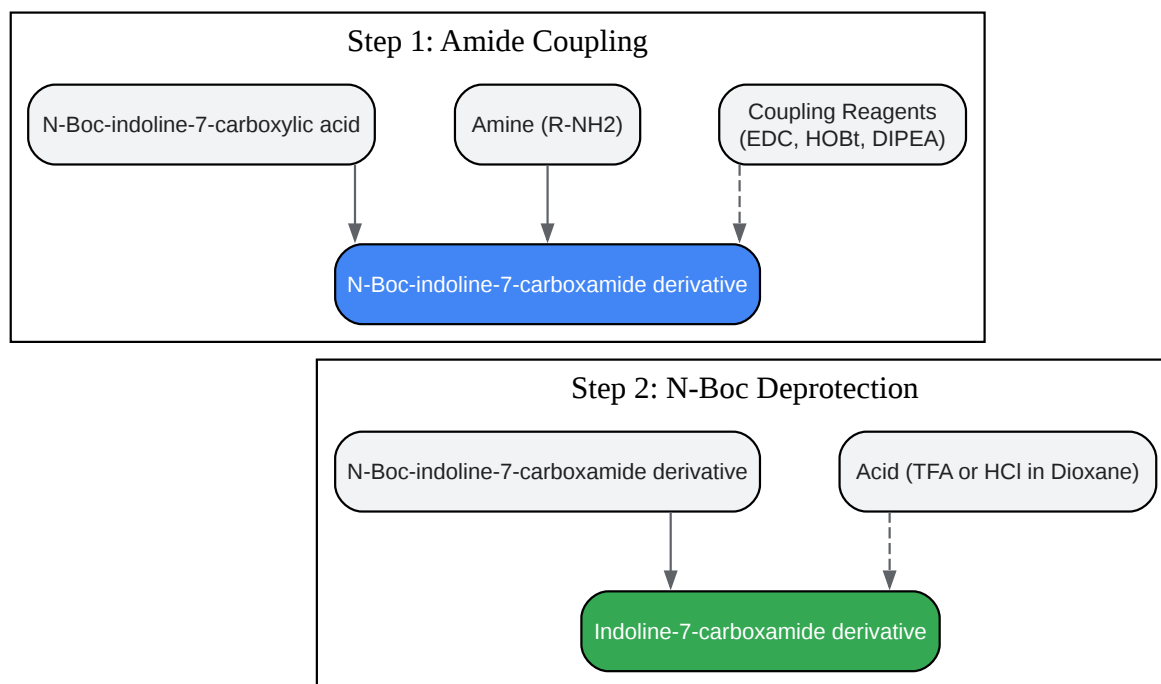 Step 1: Amide Coupling
N-Boc-indoline-7-carboxylic acid
Amine (R-NH2)
Coupling Reagents
(EDC, HOBt, DIPEA)
N-Boc-indoline-7-carboxamide derivative
Step 2: N-Boc Deprotection
N-Boc-indoline-7-carboxamide derivative
Acid (TFA or HCl in Dioxane)
Indoline-7-carboxamide derivative